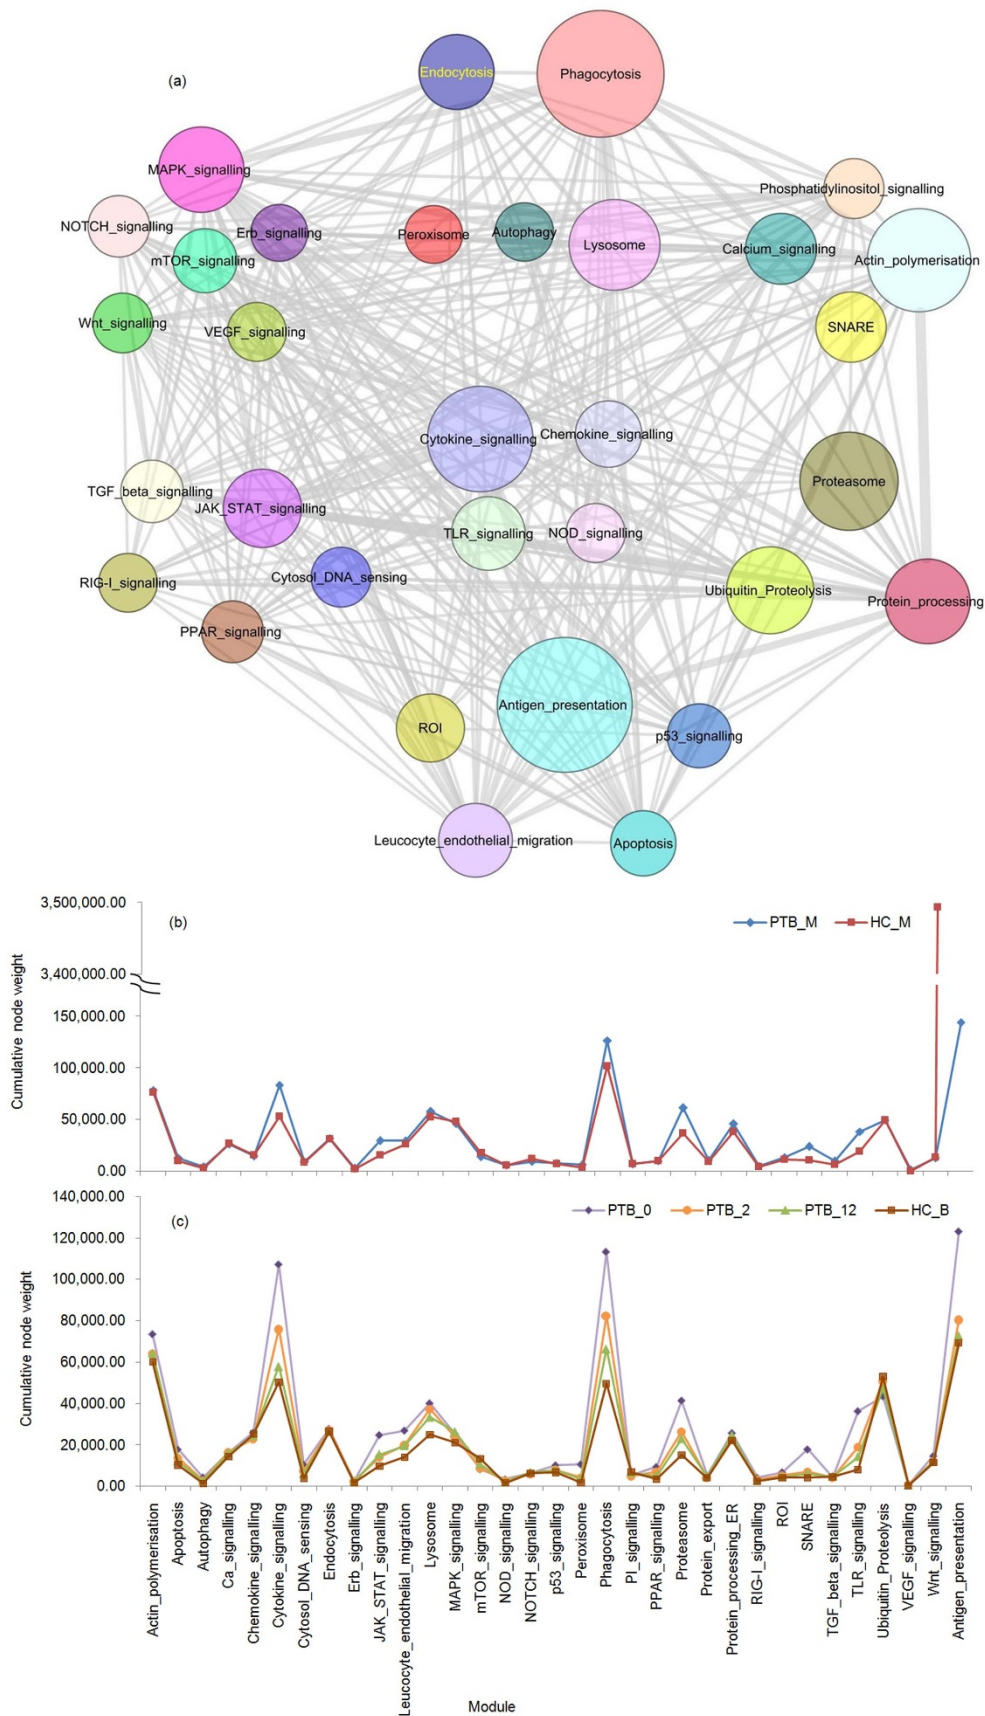 Endocytosis
Phagocytosis
(a)
MAPK_signalling
Phosphatidylinositol_signalling
NOTCH_signalling
Erb_signalling
Peroxisome
Autophagy
Lysosome
Calcium_signalling
mTOR_signalling
Actin_polymerisation
Wnt_signalling
VEGF_signalling
SNARE
Cytokine_signalling
Chemokine_signalling
Proteasome
TGF_beta_signalling
JAK_STAT_signalling
TLR_signalling
NOD_signalling
RIG-I_signalling
Cytosol_DNA_sensing
Ubiquitin_Proteolysis
Protein_processing
PPAR_signalling
Antigen_presentation
ROI
p53_signalling
Leucocyte_endothelial_migration
Apoptosis
3,500,000.00
(b)
PTB_M HC_M
3,400,000.00
150,000.00
100,000.00
50,000.00
0.00
Cumulative node weight
140,000.00
(c)
PTB_0 PTB_2 PTB_12 HC_B
120,000.00
100,000.00
80,000.00
60,000.00
40,000.00
20,000.00
0.00
Cumulative node weight
Actin_polymerisation
Apoptosis
Autophagy
Ca_signalling
Chemokine_signalling
Cytokine_signalling
Cytosol_DNA_sensing
Endocytosis
Erb_signalling
JAK_STAT_signalling
Leucocyte_endothelial_migration
Lysosome
MAPK_signalling
mTOR_signalling
NOD_signalling
NOTCH_signalling
p53_signalling
Peroxisome
Phagocytosis
PI_signalling
PPAR_signalling
Proteasome
Protein_export
Protein_processing_ER
RIG-I_signalling
ROI
SNARE
TGF_beta_signalling
TLR_signalling
Ubiquitin_Proteolysis
VEGF_signalling
Wnt_signalling
Antigen_presentation
Module